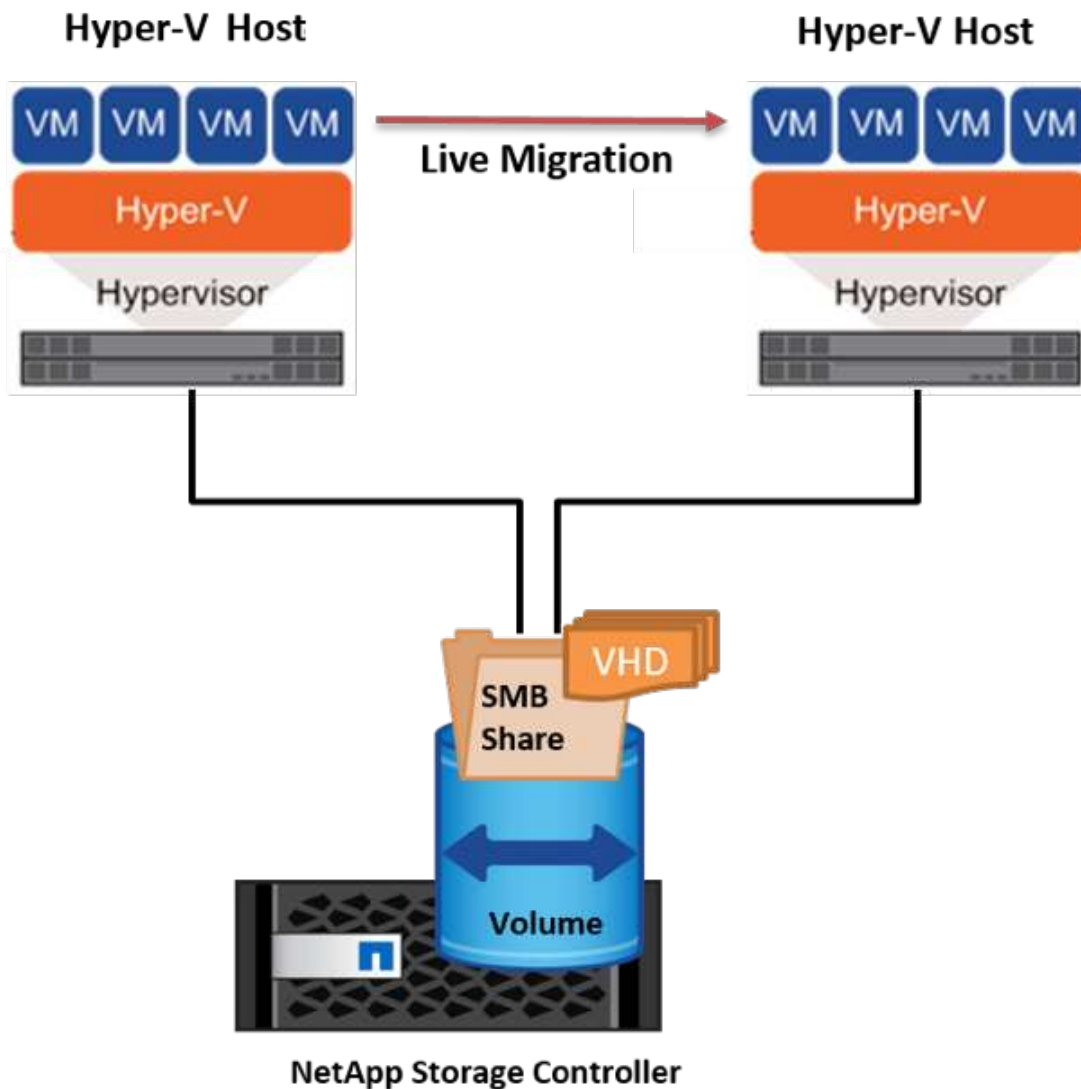 Hyper-V Host
Hyper-V Host
VM VM VM VM
VM VM VM VM
Live Migration
Hyper-V
Hyper-V
Hypervisor
Hypervisor
VHD
SMB
Share
Volume
NetApp Storage Controller